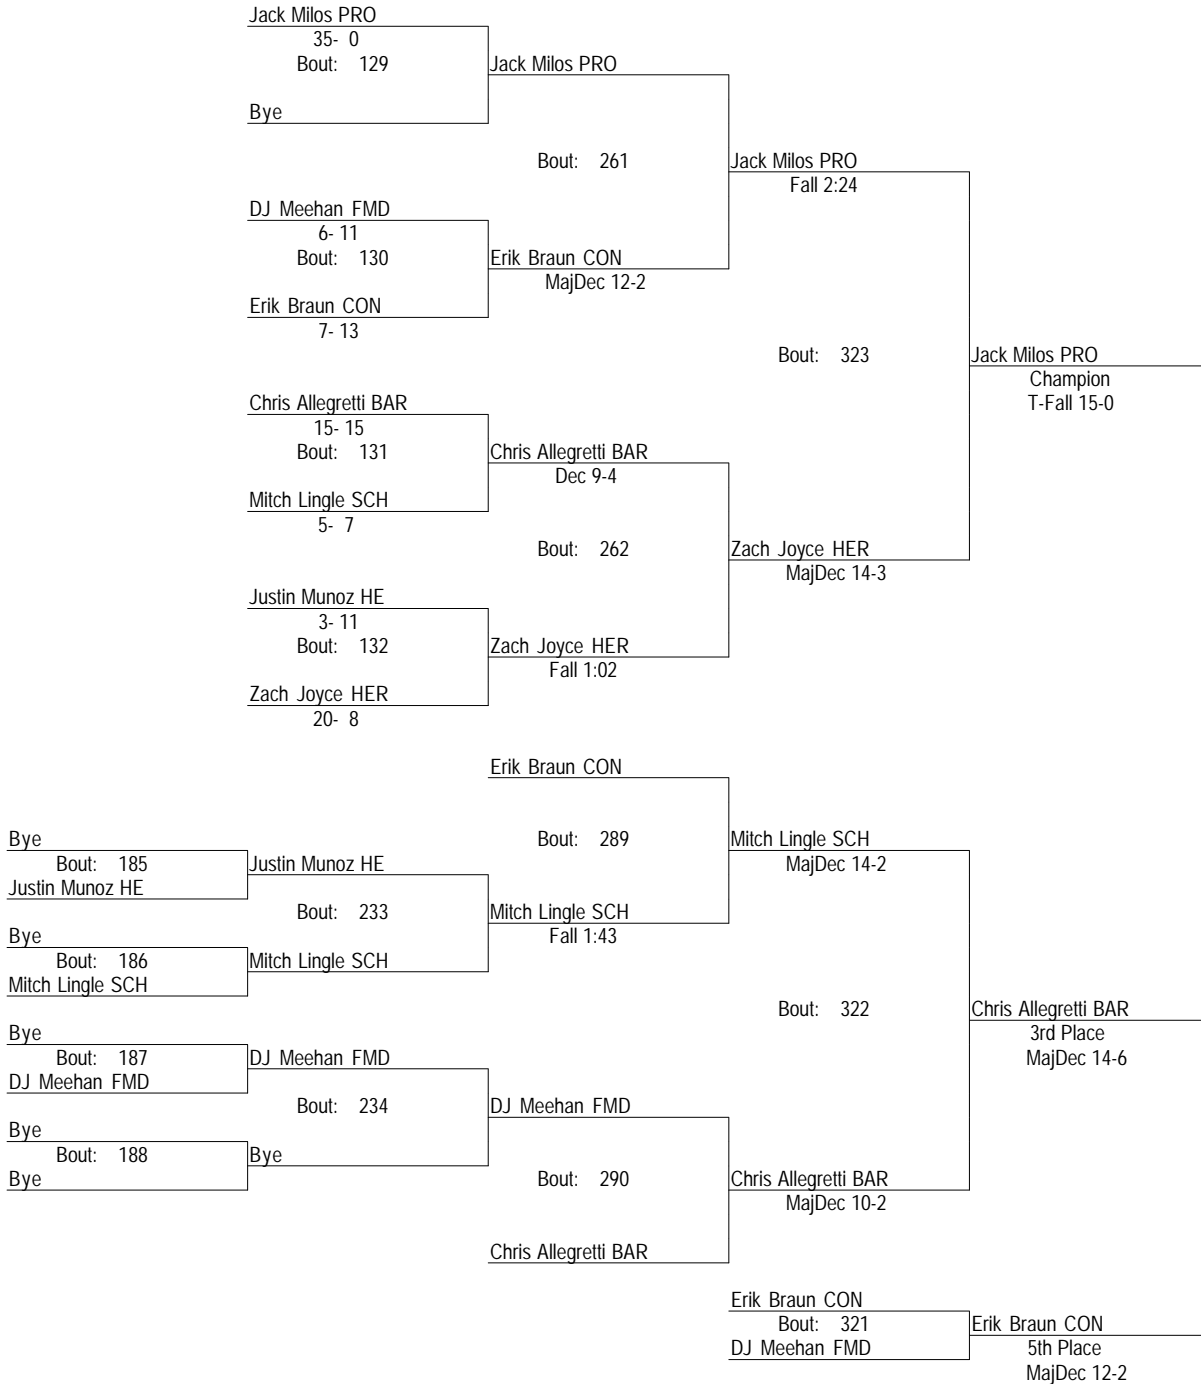 Jack Milos PRO
35- 0
Bout: 129
Jack Milos PRO
Bye
Bout: 261
Jack Milos PRO
Fall 2:24
DJ Meehan FMD
6- 11
Bout: 130
Erik Braun CON
MajDec 12-2
Erik Braun CON
7- 13
Bout: 323
Jack Milos PRO
Champion
T-Fall 15-0
Chris Allegretti BAR
15- 15
Bout: 131
Chris Allegretti BAR
Dec 9-4
Mitch Lingle SCH
5- 7
Bout: 262
Zach Joyce HER
MajDec 14-3
Justin Munoz HE
3- 11
Bout: 132
Zach Joyce HER
Fall 1:02
Zach Joyce HER
20- 8
Erik Braun CON
Bout: 289
Mitch Lingle SCH
MajDec 14-2
Bye
Bout: 185
Justin Munoz HE
Justin Munoz HE
Bout: 233
Mitch Lingle SCH
Fall 1:43
Bye
Bout: 186
Mitch Lingle SCH
Mitch Lingle SCH
Bout: 322
Chris Allegretti BAR
3rd Place
MajDec 14-6
Bye
Bout: 187
DJ Meehan FMD
DJ Meehan FMD
Bout: 234
DJ Meehan FMD
Bye
Bout: 188
Bye
Bye
Bout: 290
Chris Allegretti BAR
MajDec 10-2
Chris Allegretti BAR
Erik Braun CON
Bout: 321
DJ Meehan FMD
Erik Braun CON
5th Place
MajDec 12-2